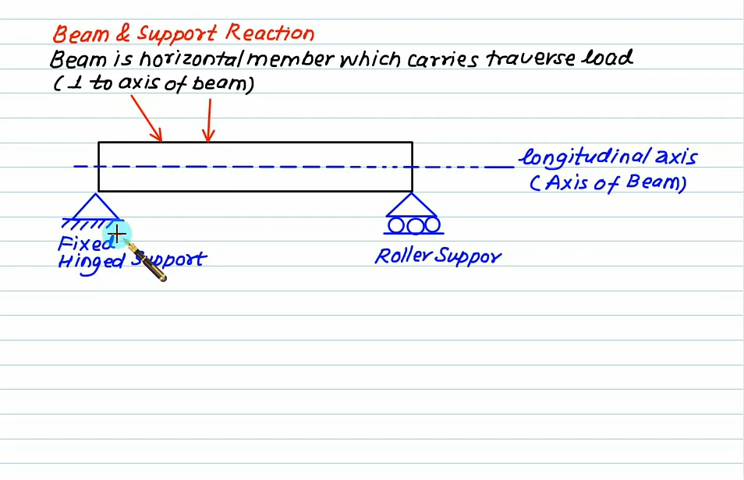 Beam & Support Reaction
Beam is horizontal member which carries traverse load
(⊥ to axis of beam)
longitudinal axis
(Axis of Beam)
Fixed
Hinged Support
Roller Suppor